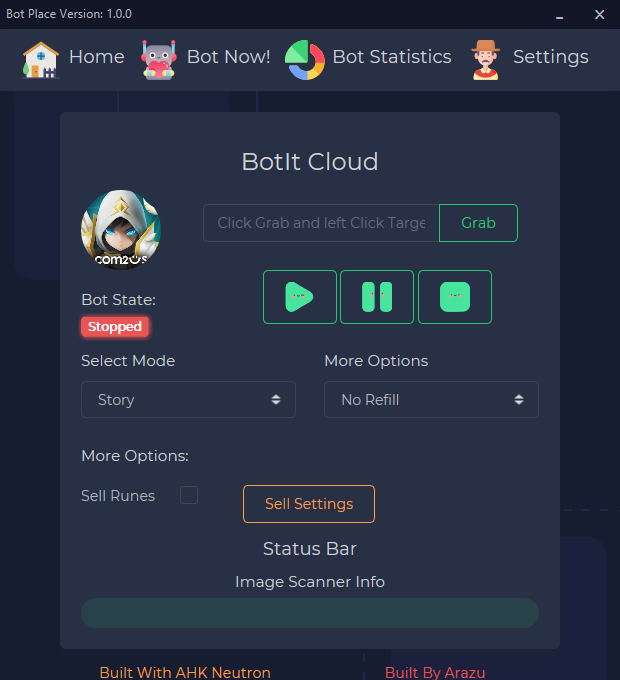 Bot Place Version: 1.0.0
Home
Bot Now!
Bot Statistics
Settings
BotIt Cloud
com2us
Click Grab and left Click Targe
Grab
Bot State:
Stopped
Select Mode
More Options
Story
No Refill
More Options:
Sell Runes
Sell Settings
Status Bar
Image Scanner Info
Built With AHK Neutron
Built By Arazu